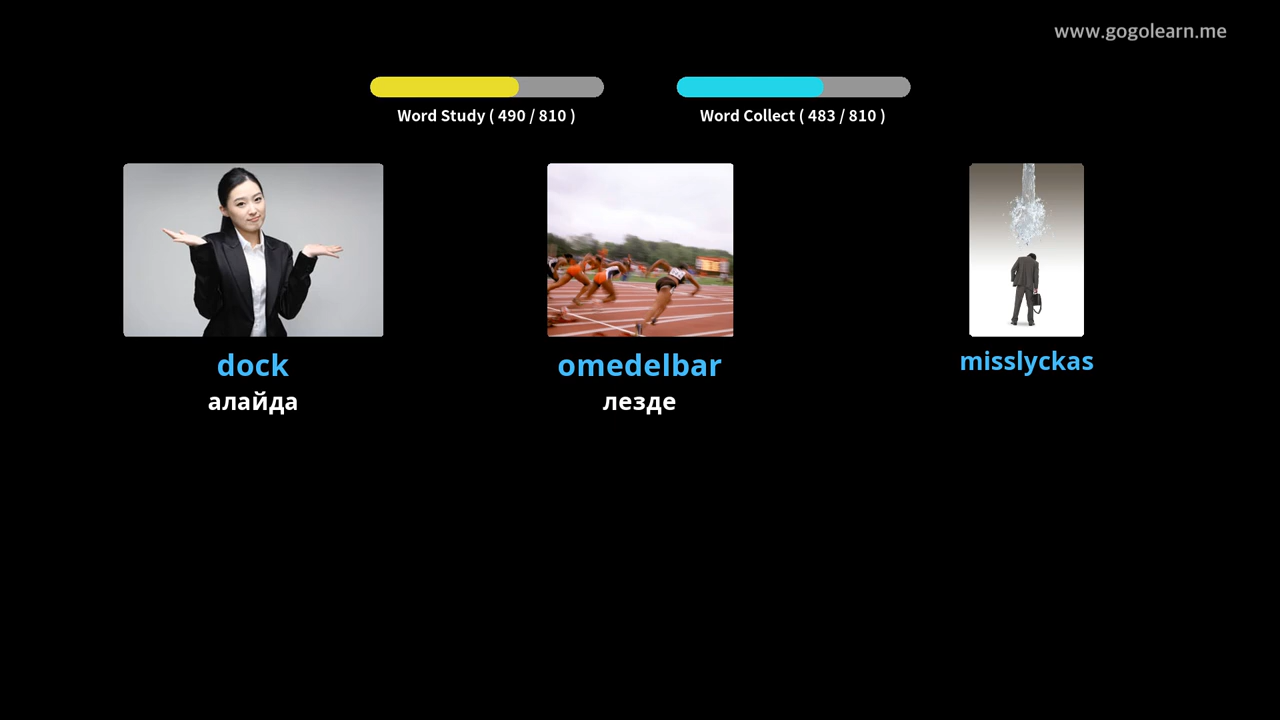 www.gogolearn.me
Word Study ( 490 / 810 )
Word Collect ( 483 / 810 )
dock
omedelbar
misslyckas
алайда
лезде